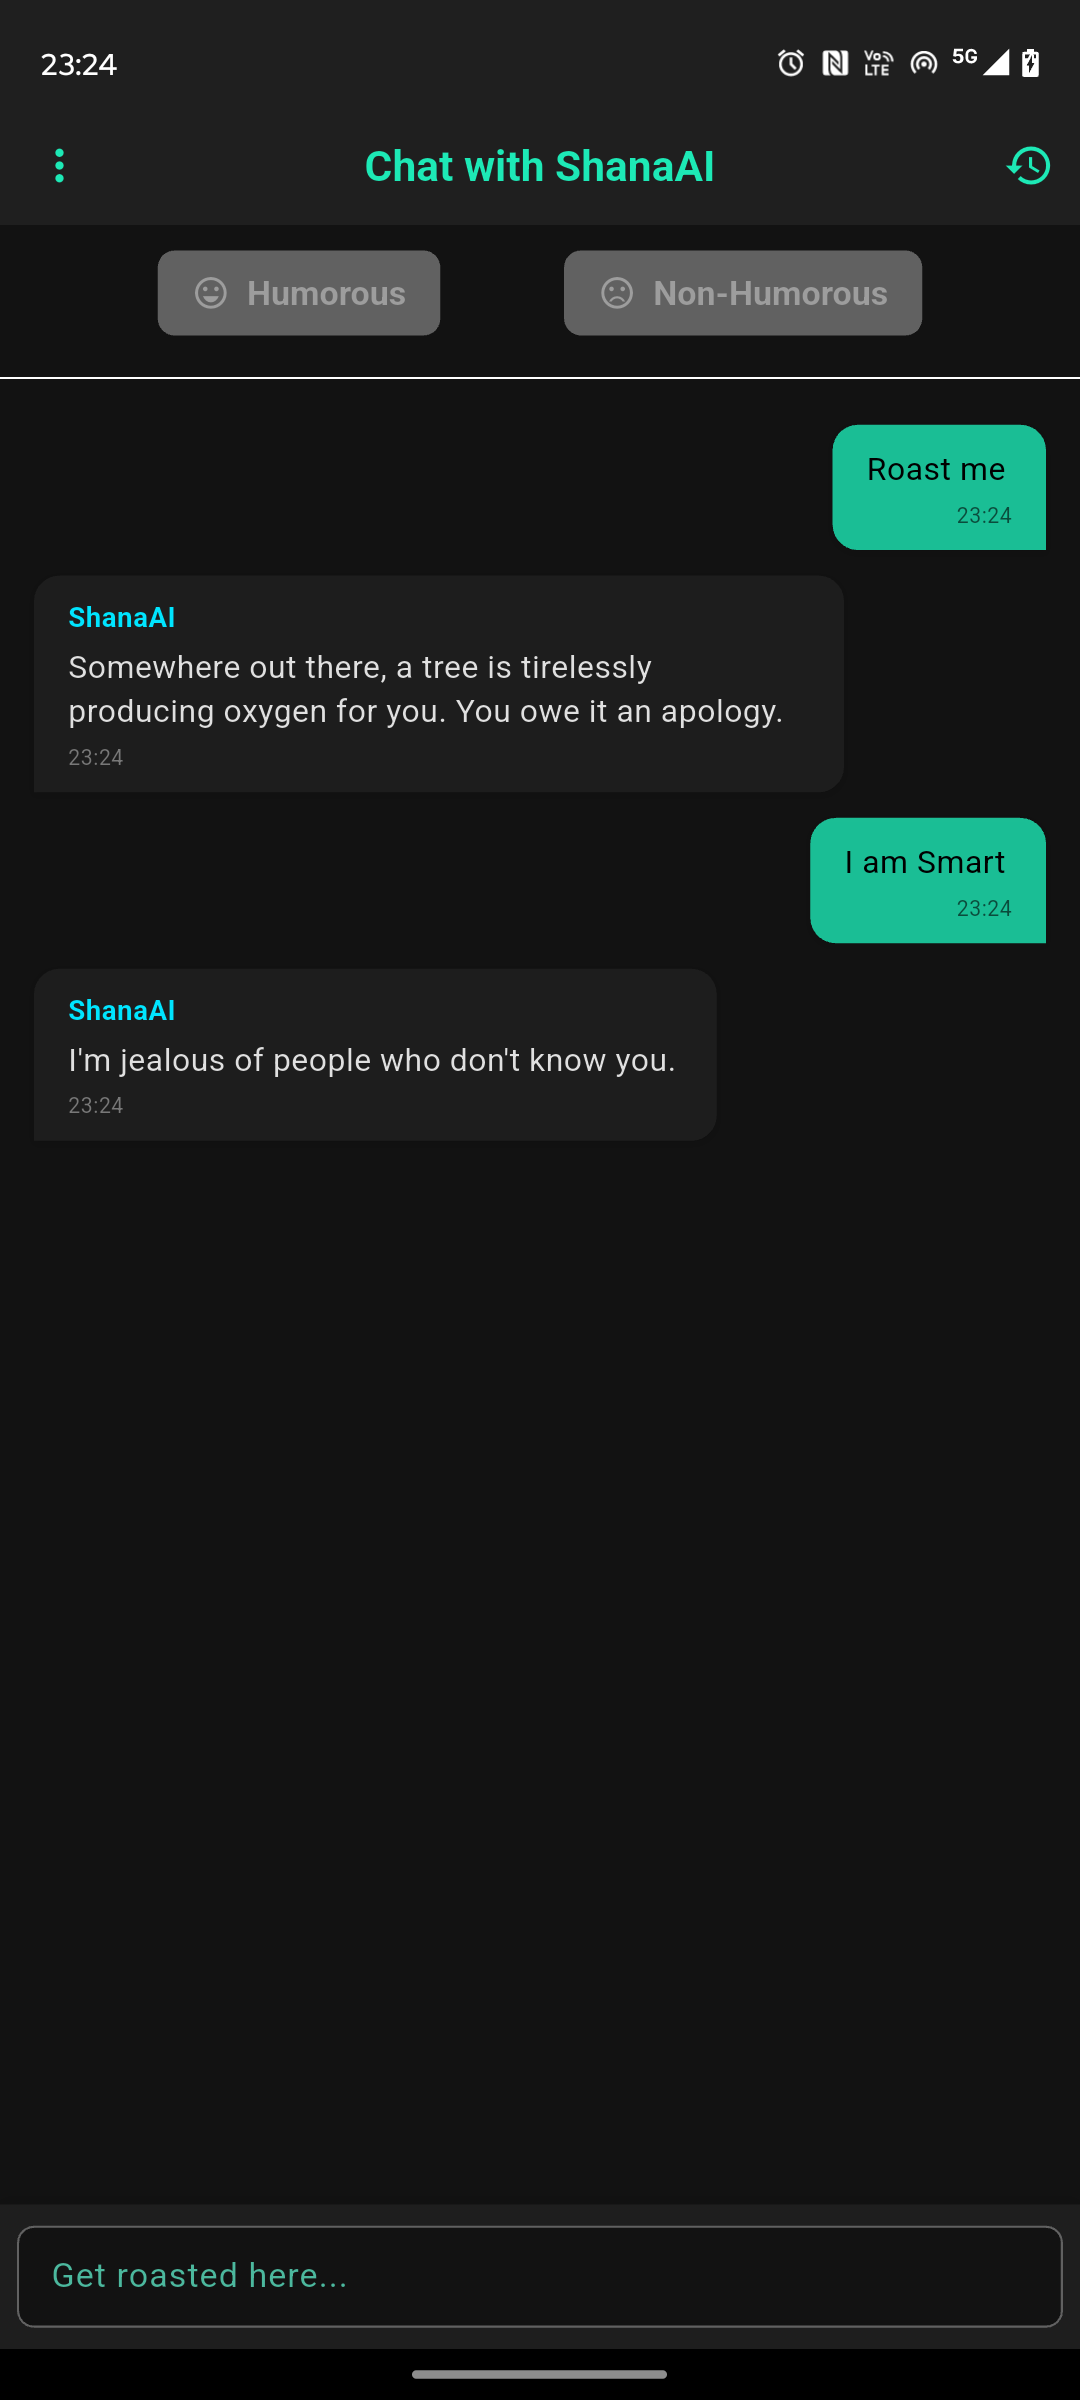 23:24
Vo LTE
5G
Chat with ShanaAI
Humorous
Non-Humorous
Roast me
23:24
ShanaAI
Somewhere out there, a tree is tirelessly
producing oxygen for you. You owe it an apology.
23:24
I am Smart
23:24
ShanaAI
I'm jealous of people who don't know you.
23:24
Get roasted here...